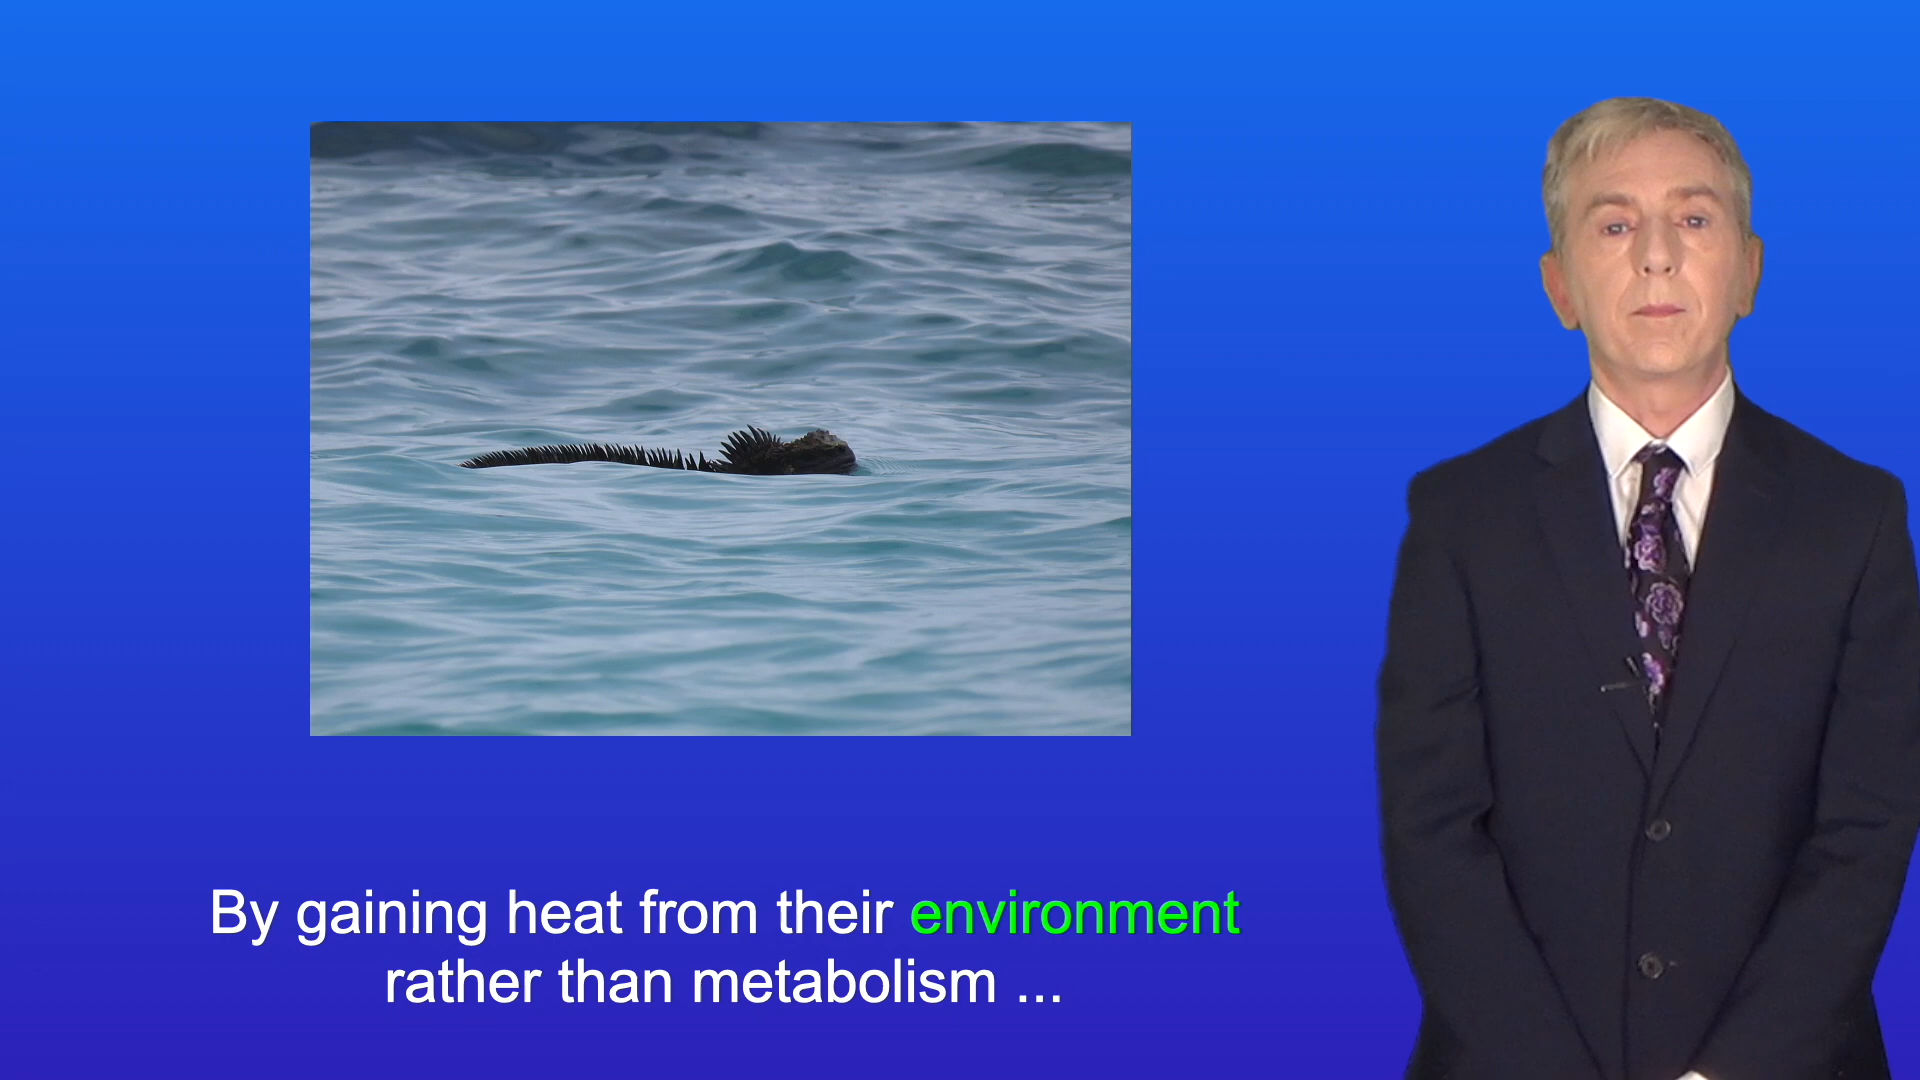 By gaining heat from their environment
rather than metabolism ...